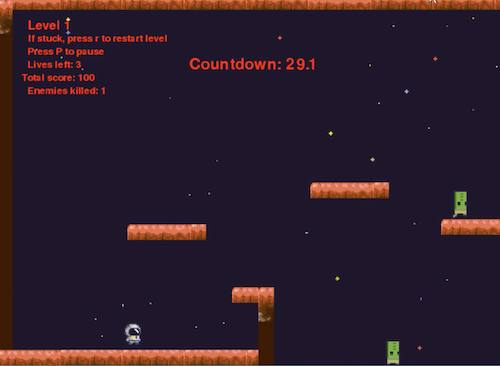 Level 1
If stuck, press r to restart level
Press P to pause
Lives left: 3
Countdown: 29.1
Total score: 100
Enemies killed: 1